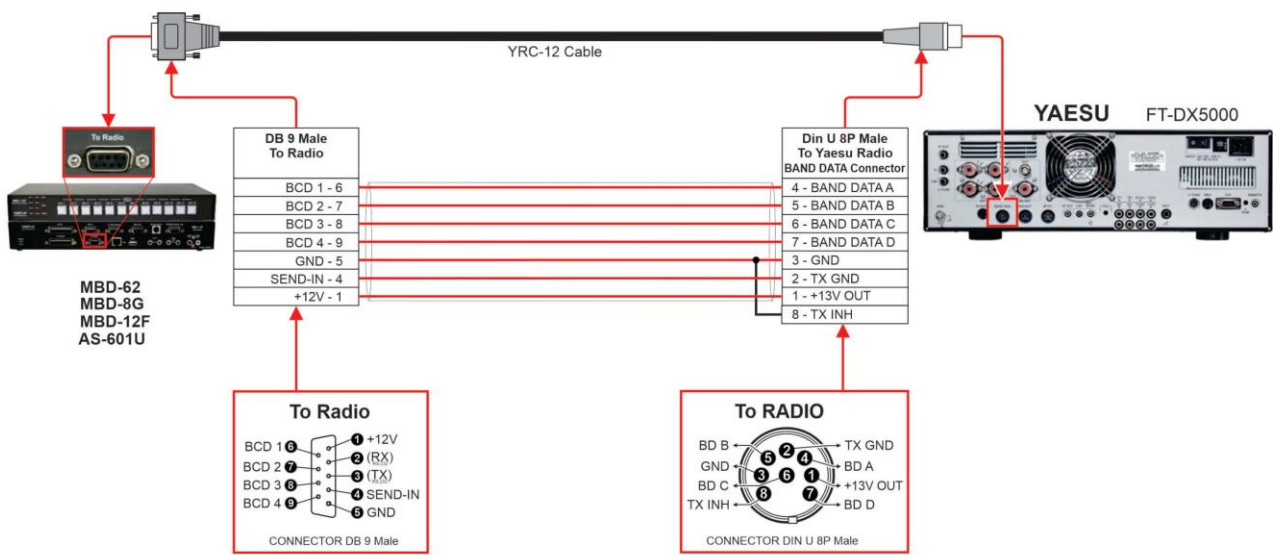 YRC-12 Cable
To Radio
MBD-62
MBD-8G
MBD-12F
AS-601U
DB 9 Male
To Radio
BCD 1 - 6
BCD 2 - 7
BCD 3 - 8
BCD 4 - 9
GND - 5
SEND-IN - 4
+12V - 1
Din U 8P Male
To Yaesu Radio
BAND DATA Connector
4 - BAND DATA A
5 - BAND DATA B
6 - BAND DATA C
7 - BAND DATA D
3 - GND
2 - TX GND
1 - +13V OUT
8 - TX INH
YAESU FT-DX5000
To Radio
BCD 1 6
BCD 2 7
BCD 3 8
BCD 4 9
1 +12V
2 (RX)
3 (TX)
4 SEND-IN
5 GND
CONNECTOR DB 9 Male
To RADIO
BD B 5 2 TX GND
GND 3 4 BD A
BD C 6 1 +13V OUT
TX INH 8 7 BD D
CONNECTOR DIN U 8P Male